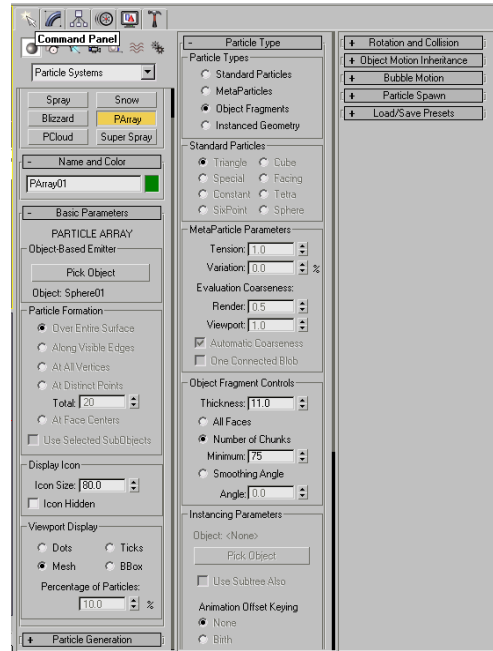 Command Panel
Particle Systems
Spray Snow
Blizzard PArray
PCloud Super Spray
- Name and Color
PArray01
- Basic Parameters
PARTICLE ARRAY
Object-Based Emitter
Pick Object
Object: Sphere01
Particle Formation
Over Entire Surface
Along Visible Edges
At All Vertices
At Distinct Points
Total: 20
At Face Centers
Use Selected SubObjects
Display Icon
Icon Size: 80.0
Icon Hidden
Viewport Display
Dots Ticks
Mesh BBox
Percentage of Particles:
10.0 %
+ Particle Generation
- Particle Type
Particle Types
Standard Particles
MetaParticles
Object Fragments
Instanced Geometry
Standard Particles
Triangle Cube
Special Facing
Constant Tetra
SixPoint Sphere
MetaParticle Parameters
Tension: 1.0
Variation: 0.0 %
Evaluation Coarseness:
Render: 0.5
Viewport: 1.0
Automatic Coarseness
One Connected Blob
Object Fragment Controls
Thickness: 11.0
All Faces
Number of Chunks
Minimum: 75
Smoothing Angle
Angle: 0.0
Instancing Parameters
Object: <None>
Pick Object
Use Subtree Also
Animation Offset Keying
None
Birth
+ Rotation and Collision
+ Object Motion Inheritance
+ Bubble Motion
+ Particle Spawn
+ Load/Save Presets